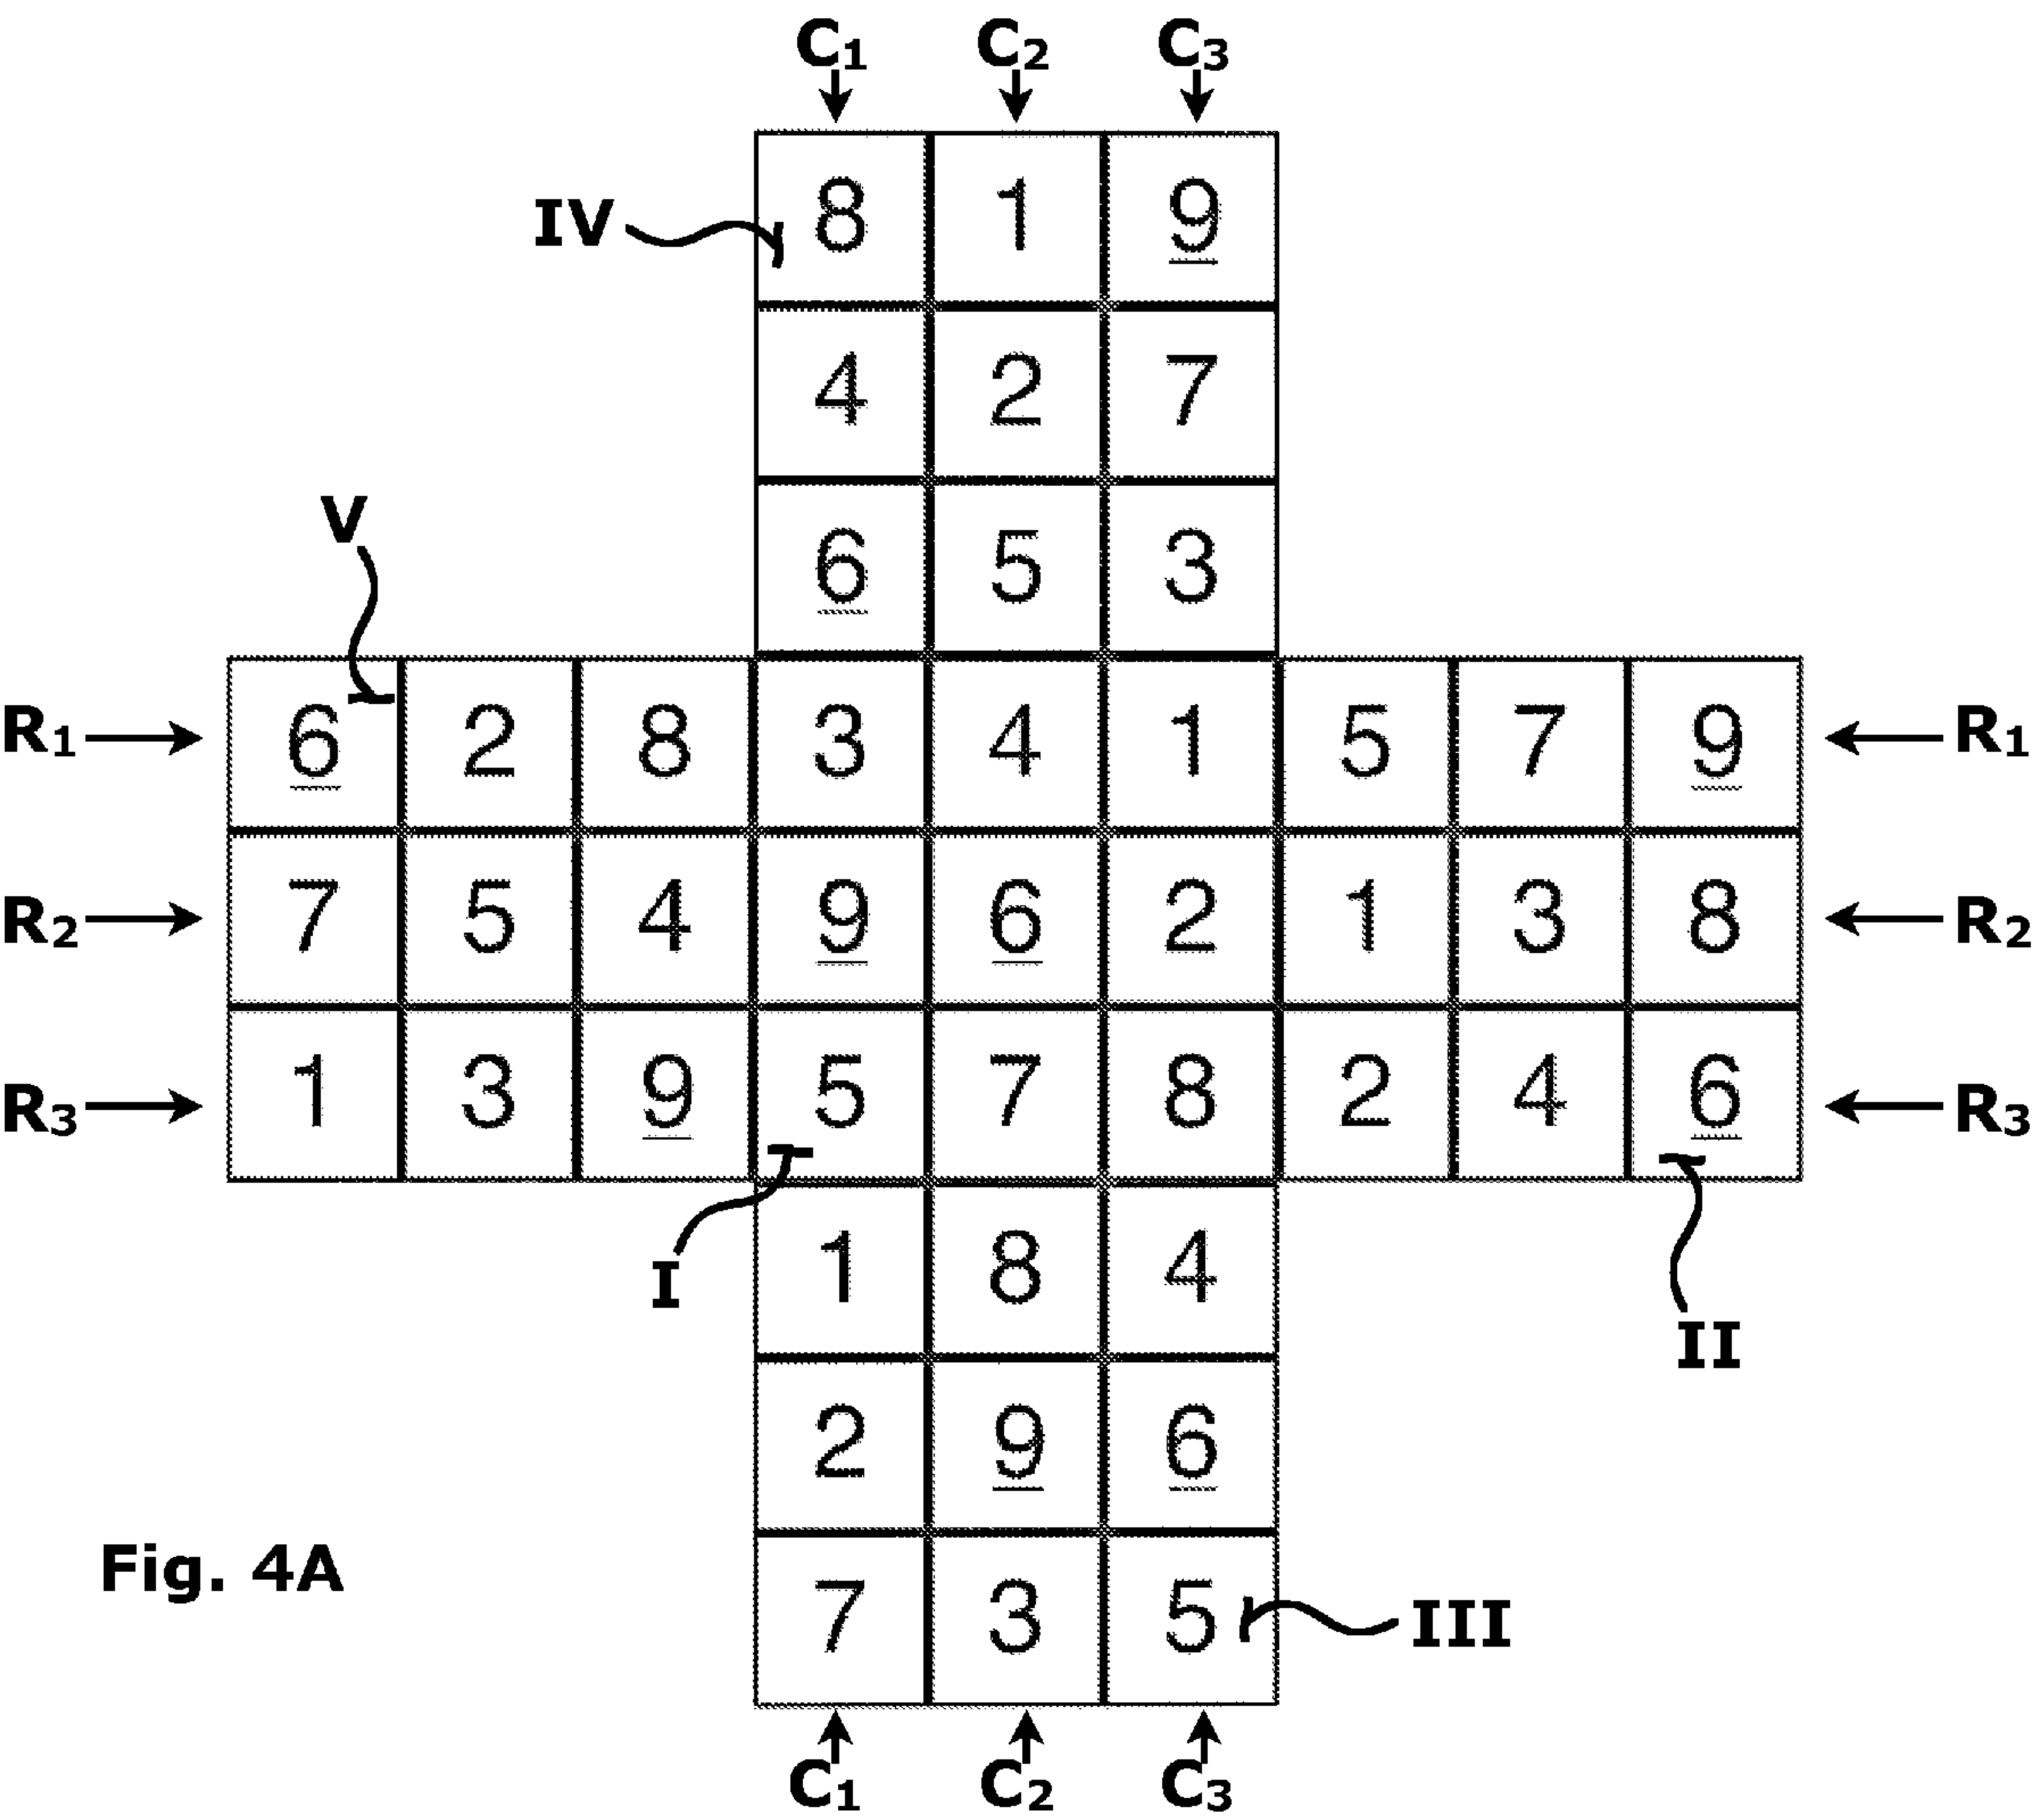 C₁ C₂ C₃
IV 8 1 9
4 2 7
V
6 5 3
R₁ 6 2 8 3 4 1 5 7 9 R₁
R₂ 7 5 4 9 6 2 1 3 8 R₂
R₃ 1 3 9 5 7 8 2 4 6 R₃
I 1 8 4
II
2 9 6
Fig. 4A
7 3 5 III
C₁ C₂ C₃